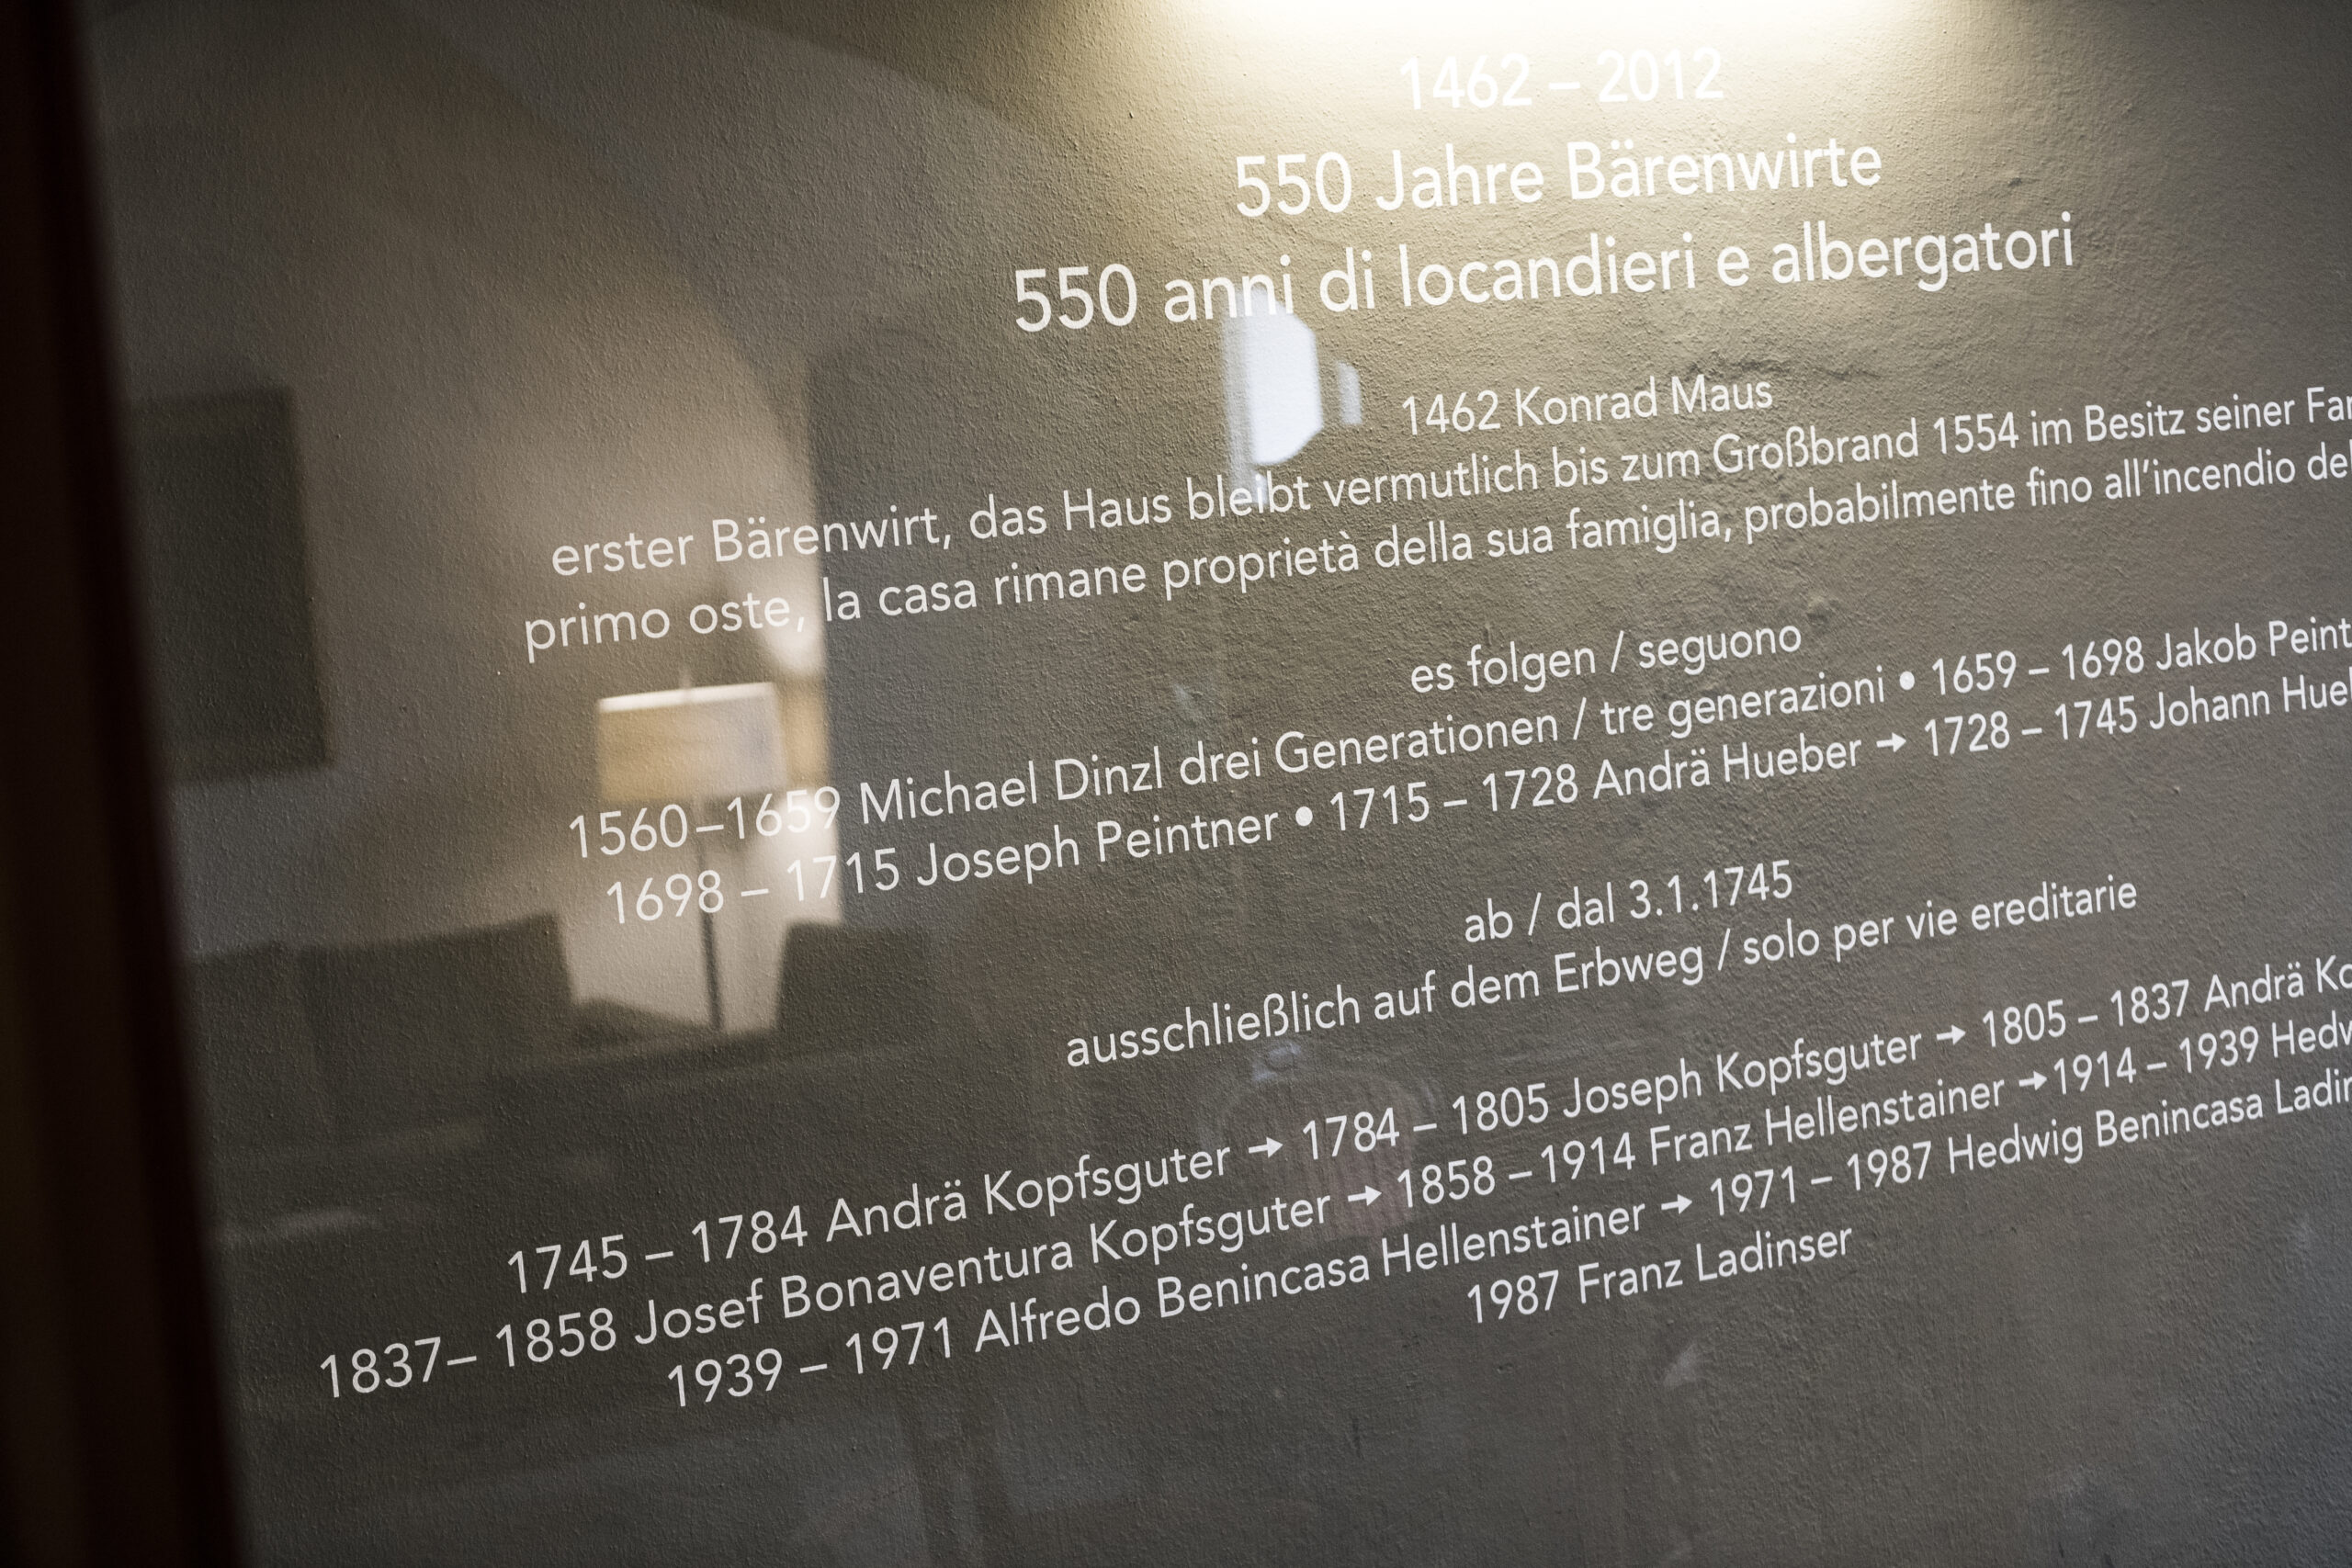 1462 – 2012
550 Jahre Bärenwirte
550 anni di locandieri e albergatori
1462 Konrad Maus
erster Bärenwirt, das Haus bleibt vermutlich bis zum Großbrand 1554 im Besitz seiner
primo oste, la casa rimane proprietà della sua famiglia, probabilmente fino all'incendio
es folgen / seguono
1560–1659 Michael Dinzl drei Generationen / tre generazioni • 1659 – 1698 Jakob
1698 – 1715 Joseph Peintner • 1715 – 1728 Andrä Hueber → 1728 – 1745 Johann
ab / dal 3.1.1745
ausschließlich auf dem Erbweg / solo per vie ereditarie
1745 – 1784 Andrä Kopfsguter → 1784 – 1805 Joseph Kopfsguter → 1805 – 1837 Andrä
1837– 1858 Josef Bonaventura Kopfsguter → 1858 –1914 Franz Hellenstainer →1914 – 1939
1939 – 1971 Alfredo Benincasa Hellenstainer → 1971 – 1987 Hedwig Benincasa
1987 Franz Ladinser